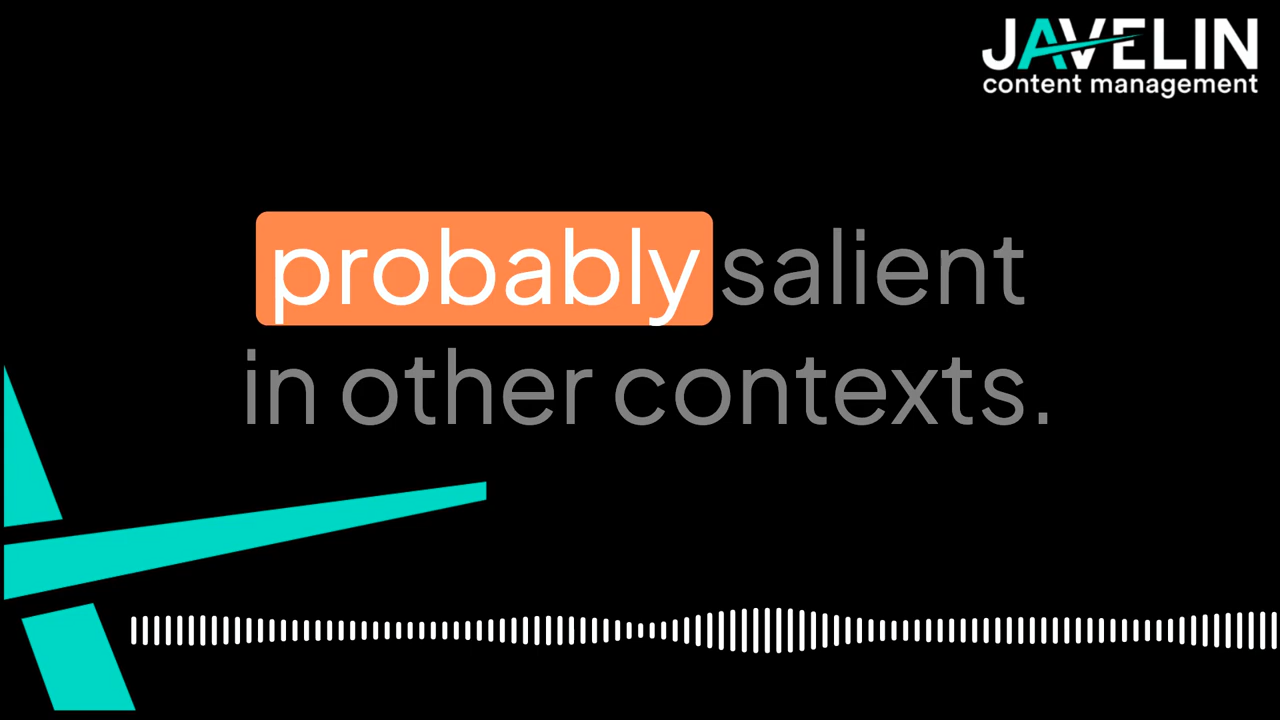 JAVELIN
content management
probably salient
in other contexts.